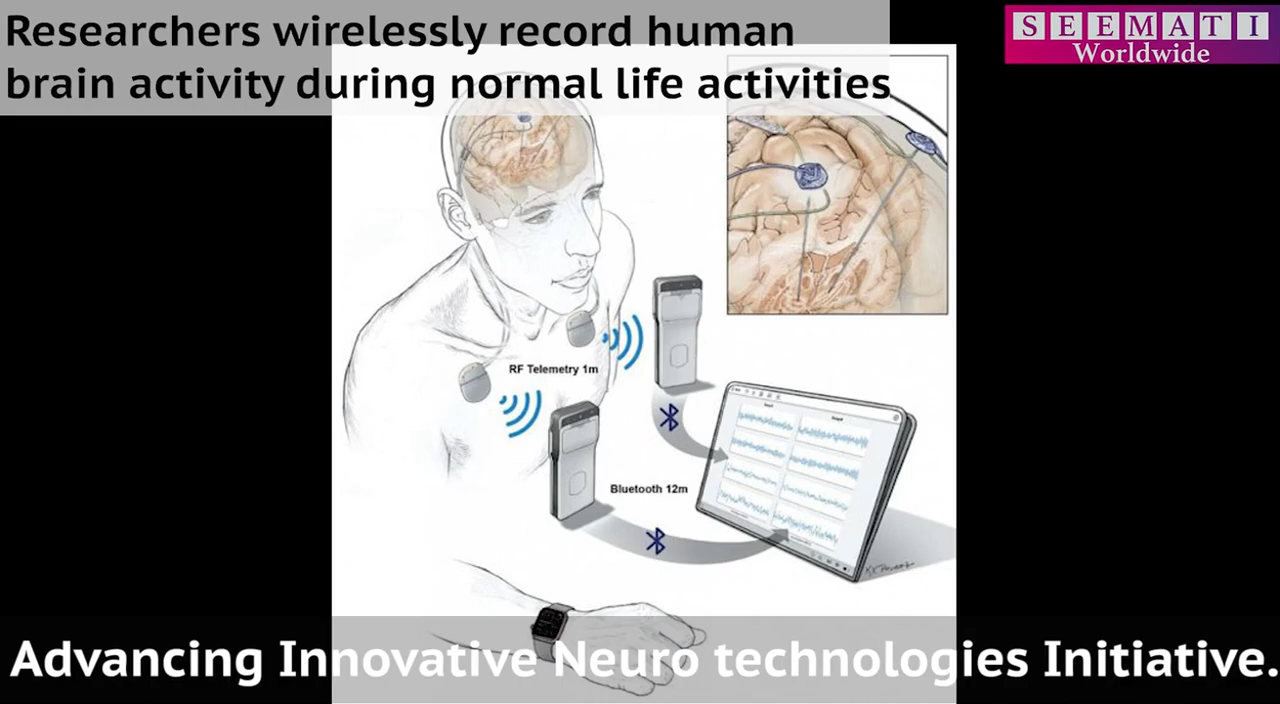 Researchers wirelessly record human
brain activity during normal life activities
SEEMATI
Worldwide
RF Telemetry 1m
Bluetooth 12m
Advancing Innovative Neuro technologies Initiative.